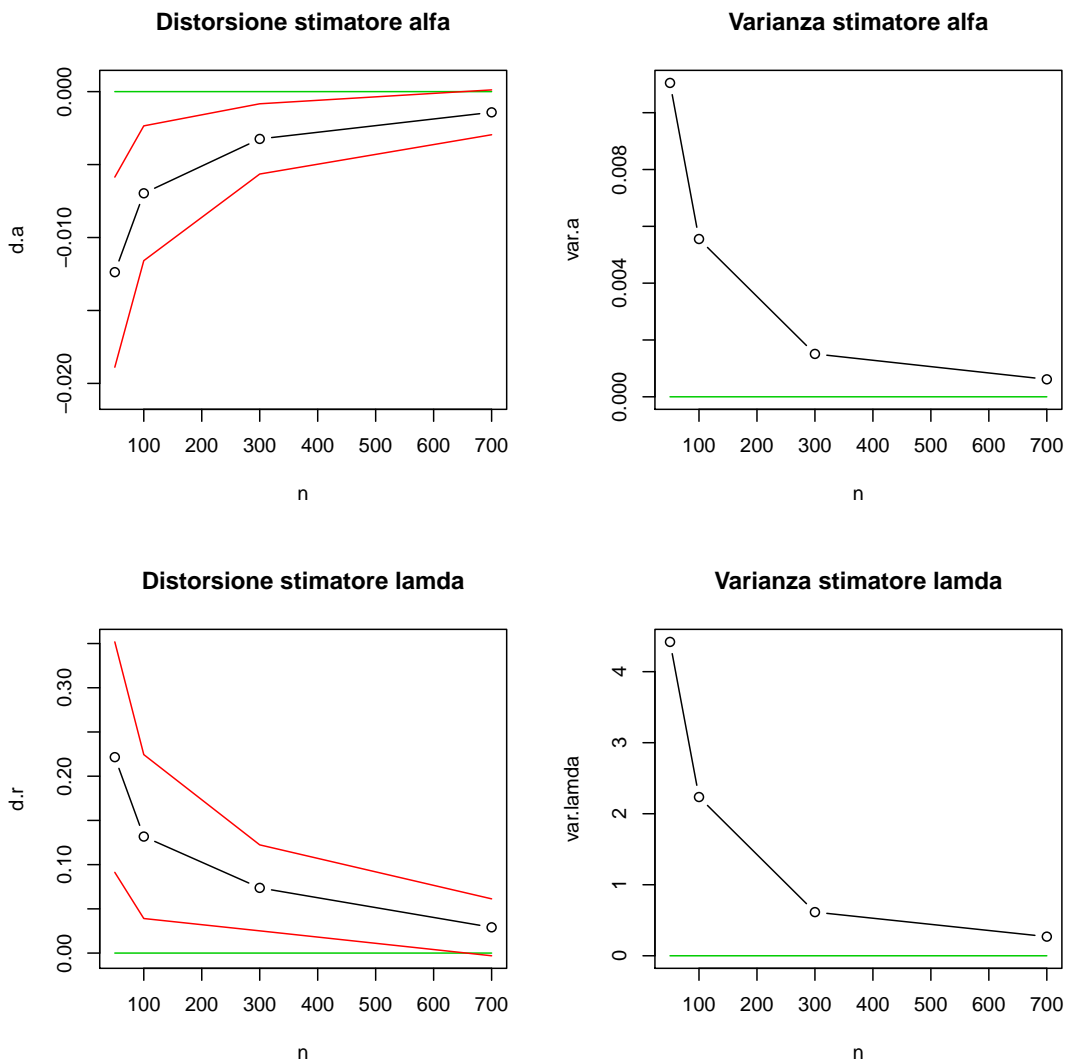 Distorsione stimatore alfa
d.a
0.000
−0.010
−0.020
100 200 300 400 500 600 700
n
Varianza stimatore alfa
var.a
0.008
0.004
0.000
100 200 300 400 500 600 700
n
Distorsione stimatore lamda
d.r
0.30
0.20
0.10
0.00
100 200 300 400 500 600 700
n
Varianza stimatore lamda
var.lamda
4
3
2
1
0
100 200 300 400 500 600 700
n